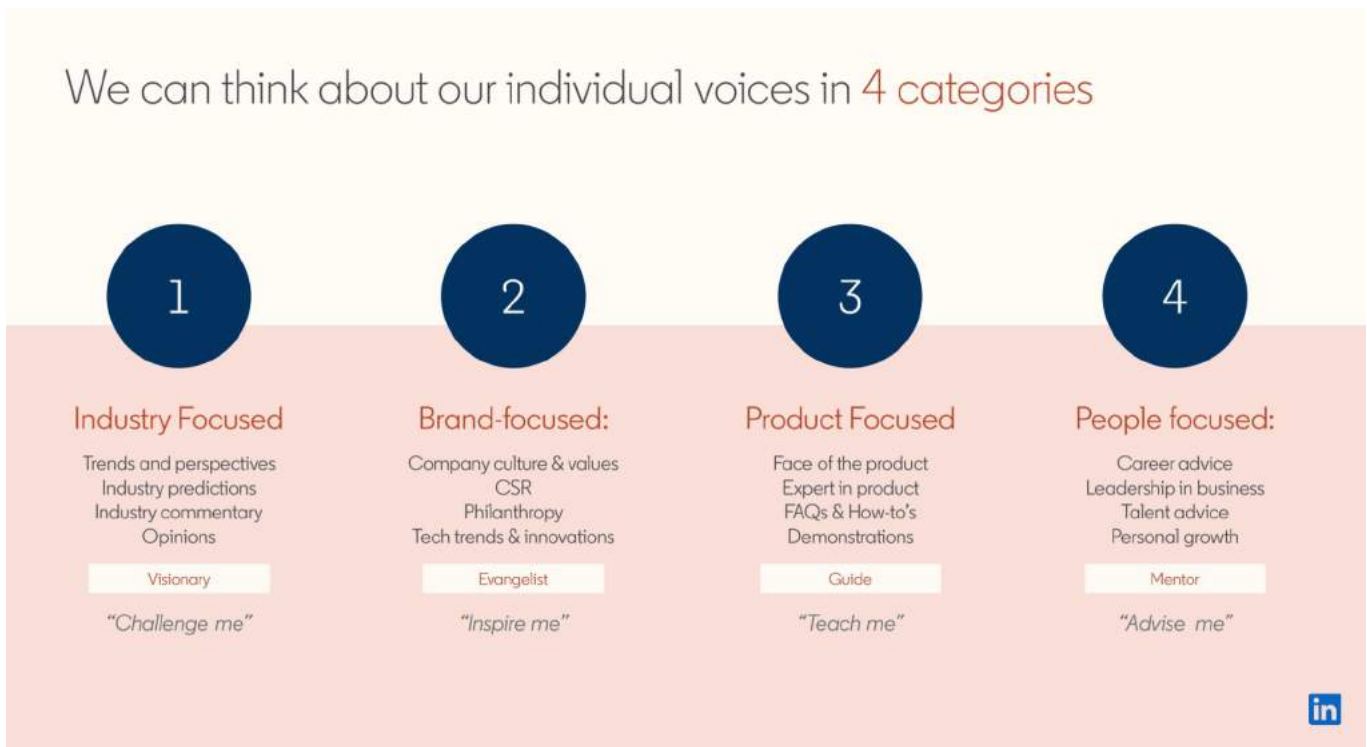 We can think about our individual voices in 4 categories
1
Industry Focused
Trends and perspectives
Industry predictions
Industry commentary
Opinions
Visionary
“Challenge me”
2
Brand-focused:
Company culture & values
CSR
Philanthropy
Tech trends & innovations
Evangelist
“Inspire me”
3
Product Focused
Face of the product
Expert in product
FAQs & How-to’s
Demonstrations
Guide
“Teach me”
4
People focused:
Career advice
Leadership in business
Talent advice
Personal growth
Mentor
“Advise me”
in